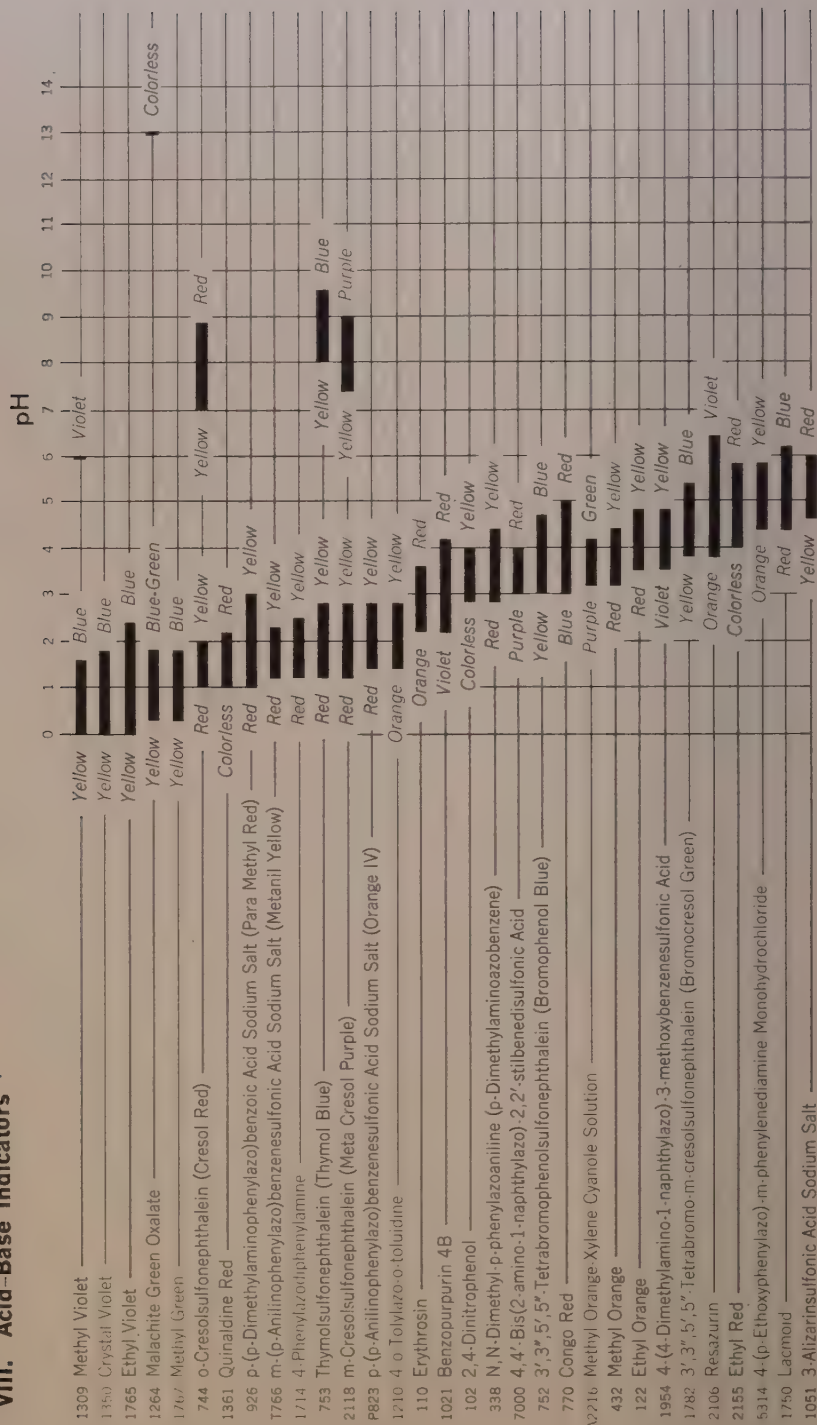 VIII. Acid-Base Indicators
pH
0 1 2 3 4 5 6 7 8 9 10 11 12 13 14
1309 Methyl Violet Yellow Blue Violet
1350 Crystal Violet Yellow Blue
1765 Ethyl Violet Yellow Blue
1264 Malachite Green Oxalate Yellow Blue-Green Colorless
1767 Methyl Green Yellow Blue
744 o-Cresolsulfonephthalein (Cresol Red) Red Yellow Yellow Red
1361 Quinaldine Red Colorless Red
926 p-(p-Dimethylaminophenylazo)benzoic Acid Sodium Salt (Para Methyl Red) Red Yellow
T766 m-(p-Anilinophenylazo)benzenesulfonic Acid Sodium Salt (Metanil Yellow) Red Yellow
1714 4-Phenylazodiphenylamine Red Yellow
753 Thymolsulfonephthalein (Thymol Blue) Red Yellow Yellow Blue
2118 m-Cresolsulfonephthalein (Meta Cresol Purple) Red Yellow Yellow Purple
P823 p-(p-Anilinophenylazo)benzenesulfonic Acid Sodium Salt (Orange IV) Red Yellow
1210 4-o-Tolylazo-o-toluidine Orange Yellow
110 Erythrosin Orange Red
1021 Benzopurpurin 4B Violet Red
102 2,4-Dinitrophenol Colorless Yellow
338 N,N-Dimethyl-p-phenylazoaniline (p-Dimethylaminoazobenzene) Red Yellow
7000 4,4'-Bis(2-amino-1-naphthylazo)-2,2'-stilbenedisulfonic Acid Purple Red
752 3',3",5',5"-Tetrabromophenolsulfonephthalein (Bromophenol Blue) Yellow Blue
770 Congo Red Blue Red
A2216 Methyl Orange-Xylene Cyanole Solution Purple Green
432 Methyl Orange Red Yellow
122 Ethyl Orange Red Yellow
1954 4-(4-Dimethylamino-1-naphthylazo)-3-methoxybenzenesulfonic Acid Violet Yellow
1782 3',3",5',5"-Tetrabromo-m-cresolsulfonephthalein (Bromocresol Green) Yellow Blue
2106 Resazurin Orange Violet
2155 Ethyl Red Colorless Red
5314 4-(p-Ethoxyphenylazo)-m-phenylenediamine Monohydrochloride Orange Yellow
1750 Lacmoid Red Blue
1051 3-Alizarinsulfonic Acid Sodium Salt Yellow Red